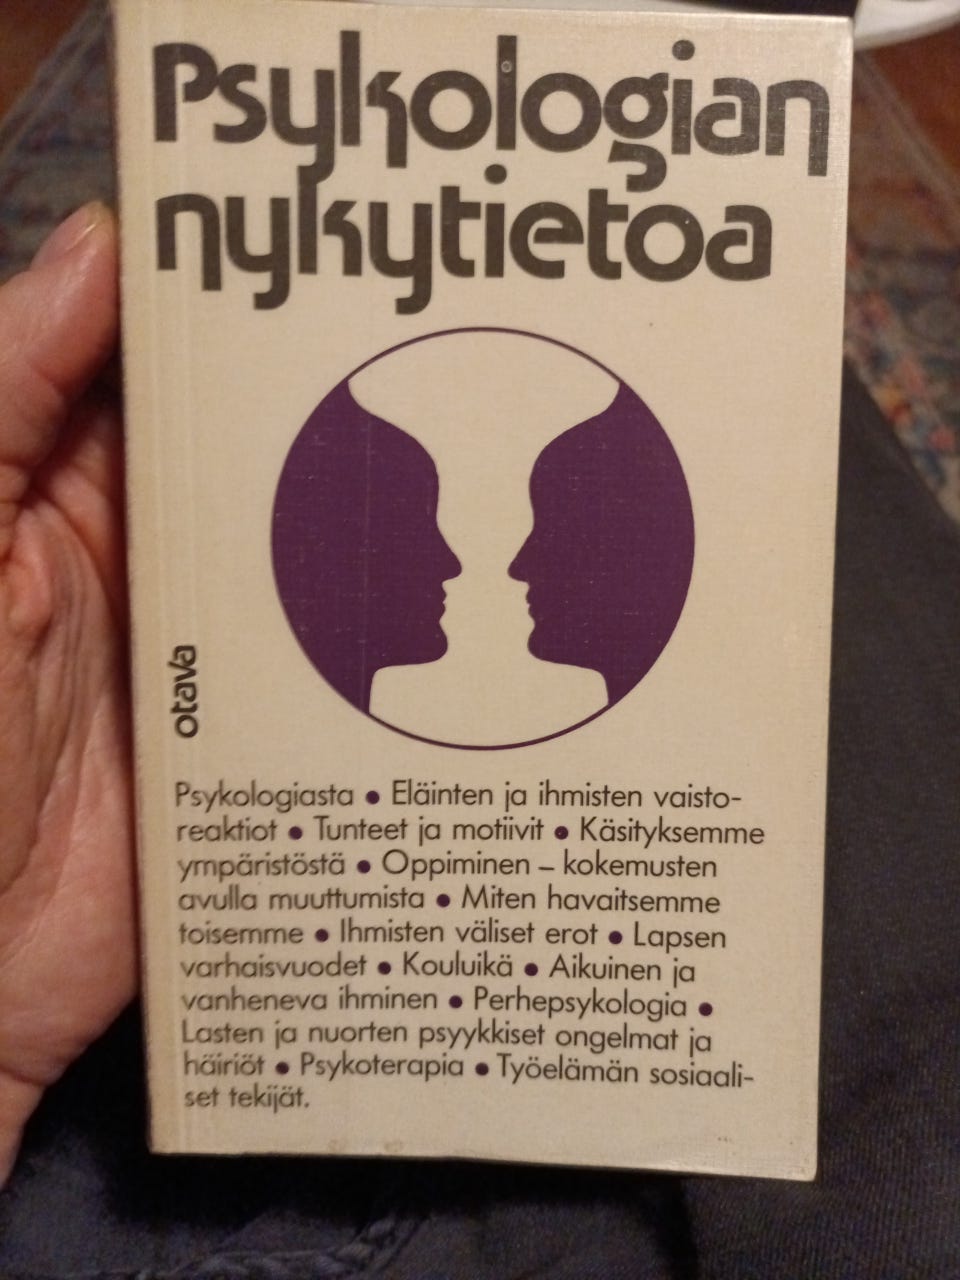 Psykologian
nykytietoa
otava
Psykologiasta • Eläinten ja ihmisten vaisto-
reaktiot • Tunteet ja motiivit • Käsityksemme
ympäristöstä • Oppiminen – kokemusten
avulla muuttumista • Miten havaitsemme
toisemme • Ihmisten väliset erot • Lapsen
varhaisvuodet • Kouluikä • Aikuinen ja
vanheneva ihminen • Perhepsykologia •
Lasten ja nuorten psyykkiset ongelmat ja
häiriöt • Psykoterapia • Työelämän sosiaali-
set tekijät.